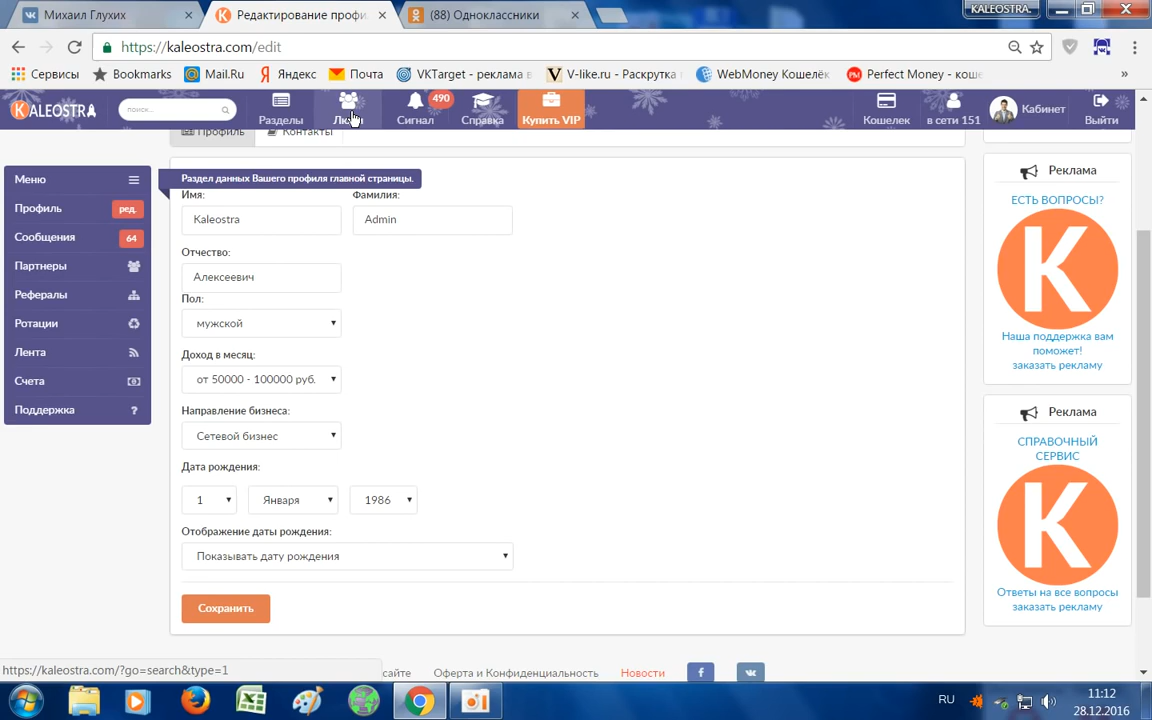 Михаил Глухих
Редактирование профи
(88) Одноклассники
KALEOSTRA.
https://kaleostra.com/edit
Сервисы
Bookmarks
Mail.Ru
Яндекс
Почта
VKTarget - реклама в
V-like.ru - Раскрутка
WebMoney Кошелёк
Perfect Money - коше
»
KALEOSTRA
поиск..
Разделы
Сигнал
490
Справка
Купить VIP
Кошелек
в сети 151
Кабинет
Выйти
Профиль
Контакты
Меню
Профиль
ред.
Сообщения
64
Партнеры
Рефералы
Ротации
Лента
Счета
Поддержка
?
Раздел данных Вашего профиля главной страницы.
Имя:
Фамилия:
Kaleostra
Admin
Отчество:
Алексеевич
Пол:
мужской
Доход в месяц:
от 50000 - 100000 руб.
Направление бизнеса:
Сетевой бизнес
Дата рождения:
1
Января
1986
Отображение даты рождения:
Показывать дату рождения
Сохранить
Реклама
ЕСТЬ ВОПРОСЫ?
K
Наша поддержка вам
поможет!
заказать рекламу
Реклама
СПРАВОЧНЫЙ
СЕРВИС
K
Ответы на все вопросы
заказать рекламу
https://kaleostra.com/?go=search&type=1
сайте
Оферта и Конфиденциальность
Новости
RU
11:12
28.12.2016